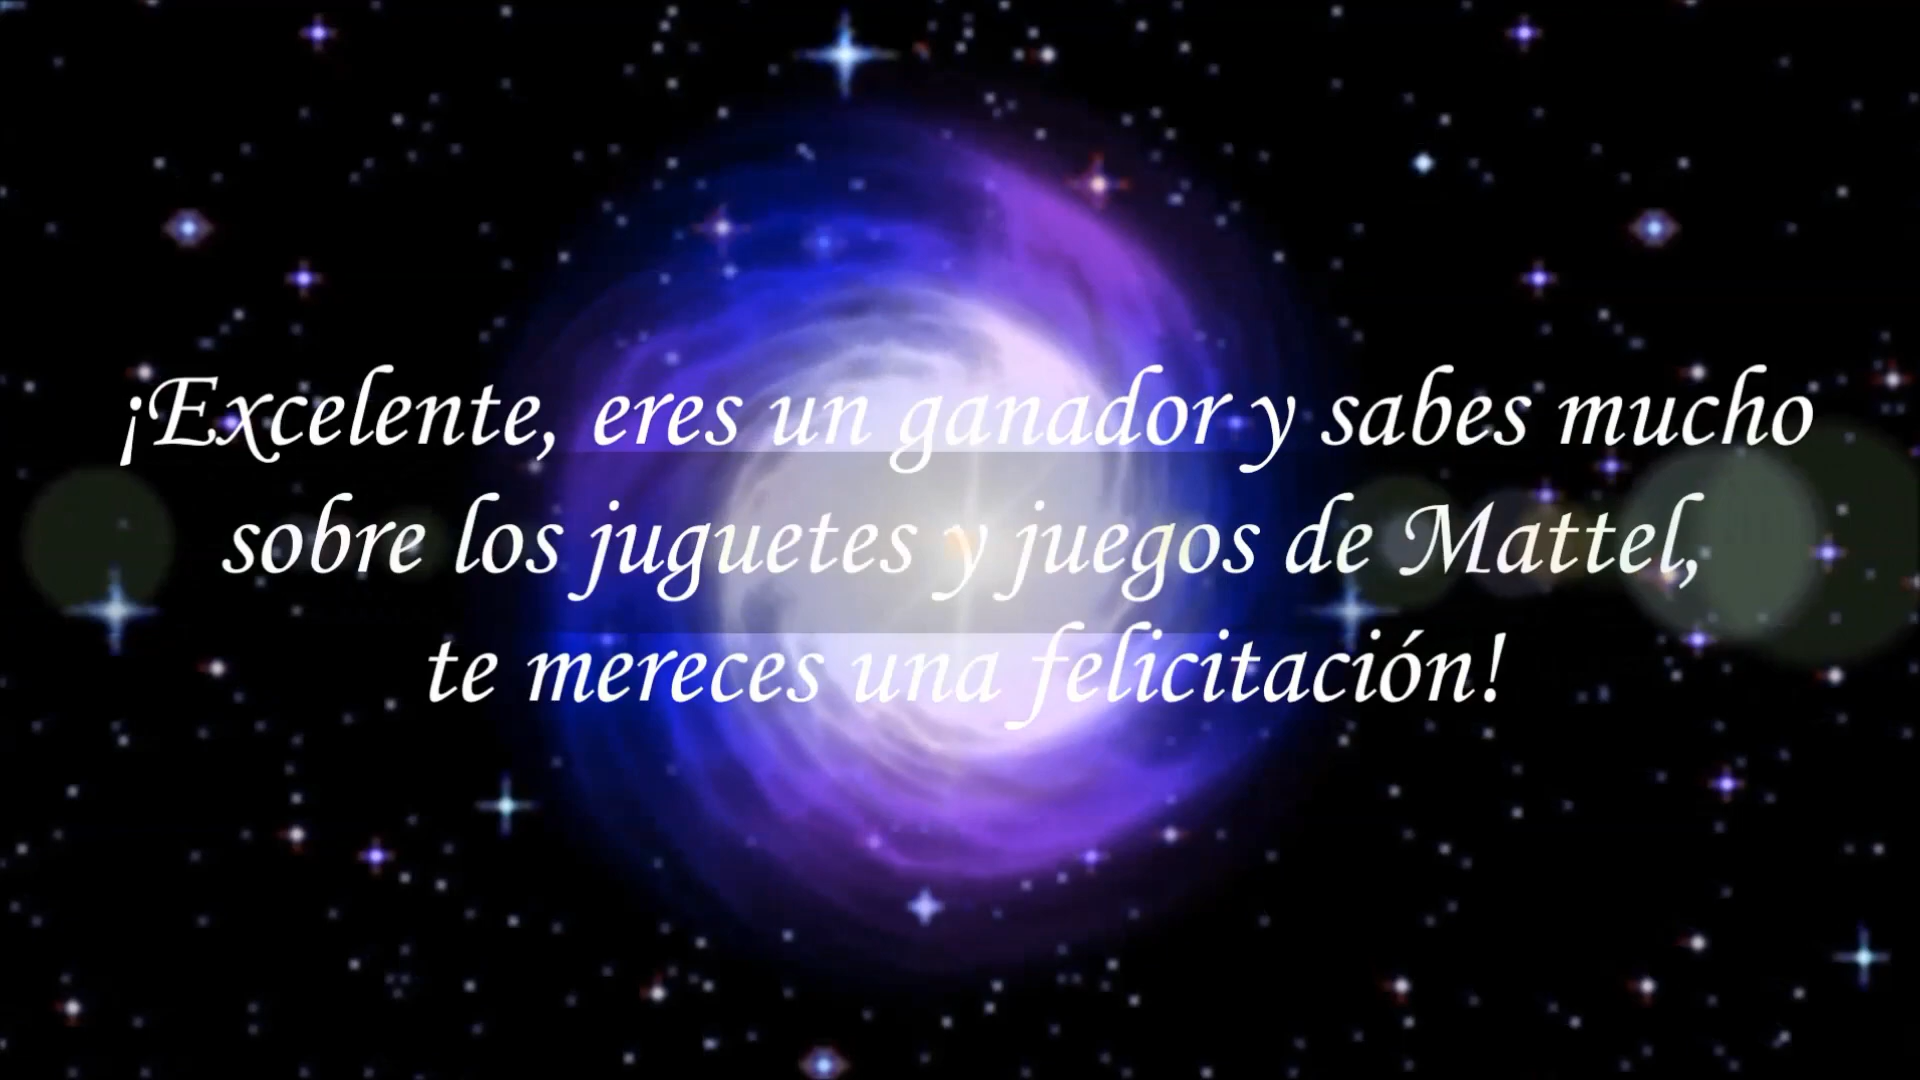 ¡Excelente, eres un ganador y sabes mucho
sobre los juguetes y juegos de Mattel,
te mereces una felicitación!